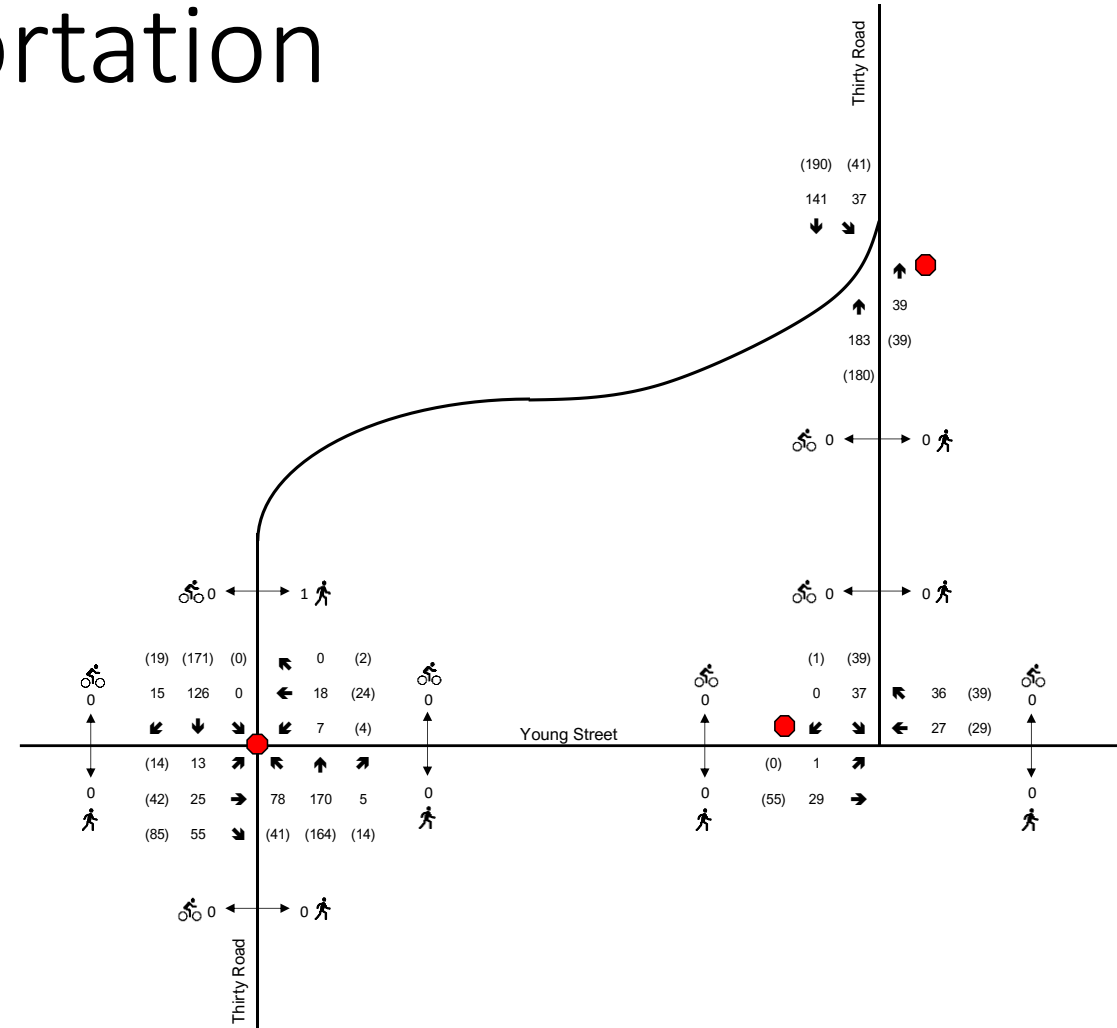 ortation
Thirty Road
(190) (41)
141 37
39
183 (39)
(180)
0 0
0 1
0 0
(19) (171) (0) 0 (2)
(1) (39)
0 0 0 0
15 126 0 18 (24)
0 37 36 (39)
7 (4)
27 (29)
Young Street
(14) 13
(0) 1
0 0 0 0
(42) 25 78 170 5
(55) 29
(85) 55 (41) (164) (14)
0 0
Thirty Road